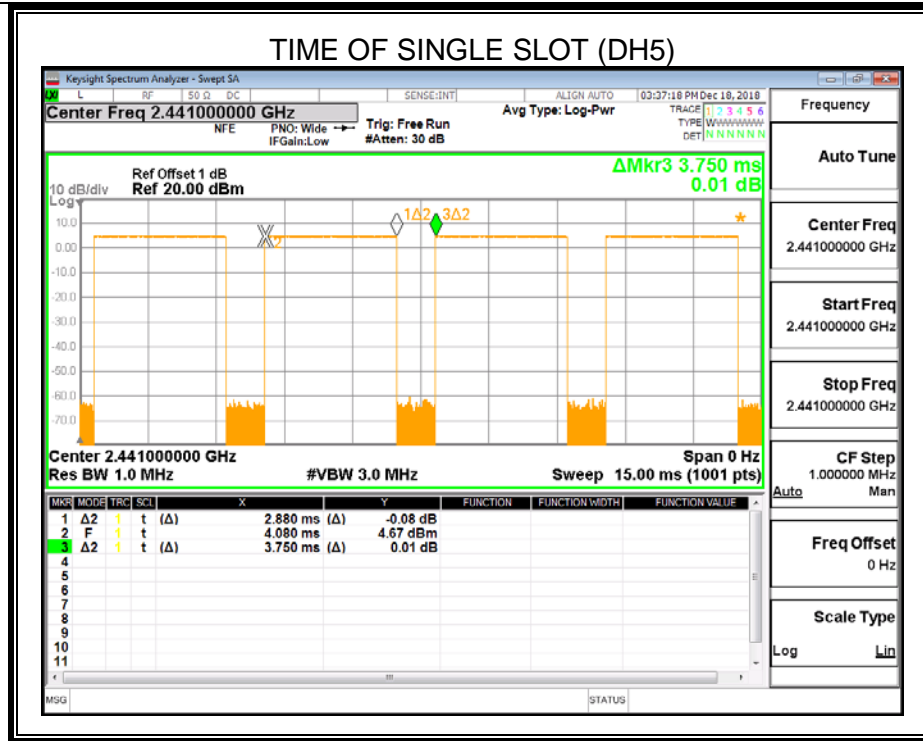 TIME OF SINGLE SLOT (DH5)
Keysight Spectrum Analyzer - Swept SA
LXI L RF 50 Ω DC SENSE:INT ALIGN AUTO 03:37:18 PM Dec 18, 2018
Center Freq 2.441000000 GHz
NFE PNO: Wide IFGain:Low
Trig: Free Run
#Atten: 30 dB
Avg Type: Log-Pwr
TRACE 1 2 3 4 5 6
TYPE W
DET N N N N N N
Frequency
ΔMkr3 3.750 ms
0.01 dB
Ref Offset 1 dB
10 dB/div Ref 20.00 dBm
Log
10.0
0.00
-10.0
-20.0
-30.0
-40.0
-50.0
-60.0
-70.0
X2 1Δ2 3Δ2 *
Center 2.441000000 GHz Span 0 Hz
Res BW 1.0 MHz #VBW 3.0 MHz Sweep 15.00 ms (1001 pts)
MKR MODE TRC SCL X Y FUNCTION FUNCTION WIDTH FUNCTION VALUE
1 Δ2 1 t (Δ) 2.880 ms (Δ) -0.08 dB
2 F 1 t 4.080 ms 4.67 dBm
3 Δ2 1 t (Δ) 3.750 ms (Δ) 0.01 dB
4
5
6
7
8
9
10
11
MSG STATUS
Auto Tune
Center Freq
2.441000000 GHz
Start Freq
2.441000000 GHz
Stop Freq
2.441000000 GHz
CF Step
1.000000 MHz
Auto Man
Freq Offset
0 Hz
Scale Type
Log Lin